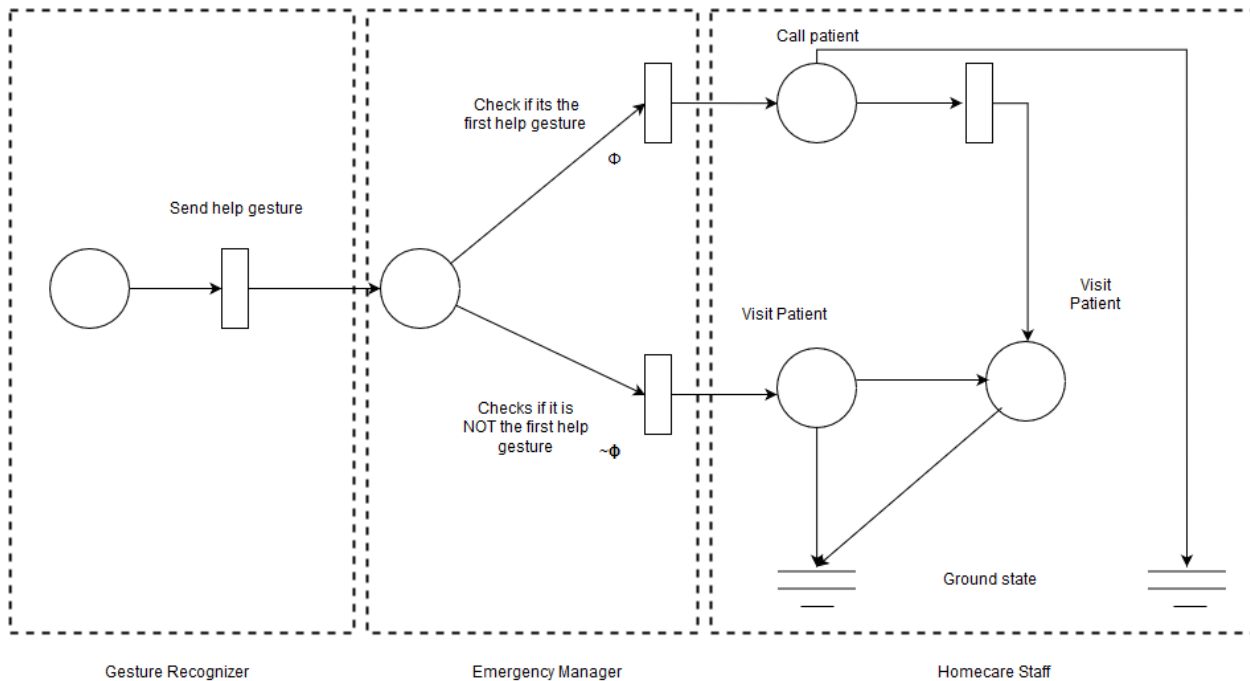 Call patient
Check if its the
first help gesture
Φ
Send help gesture
Visit
Patient
Visit Patient
Checks if it is
NOT the first help
gesture
~Φ
Ground state
Gesture Recognizer
Emergency Manager
Homecare Staff